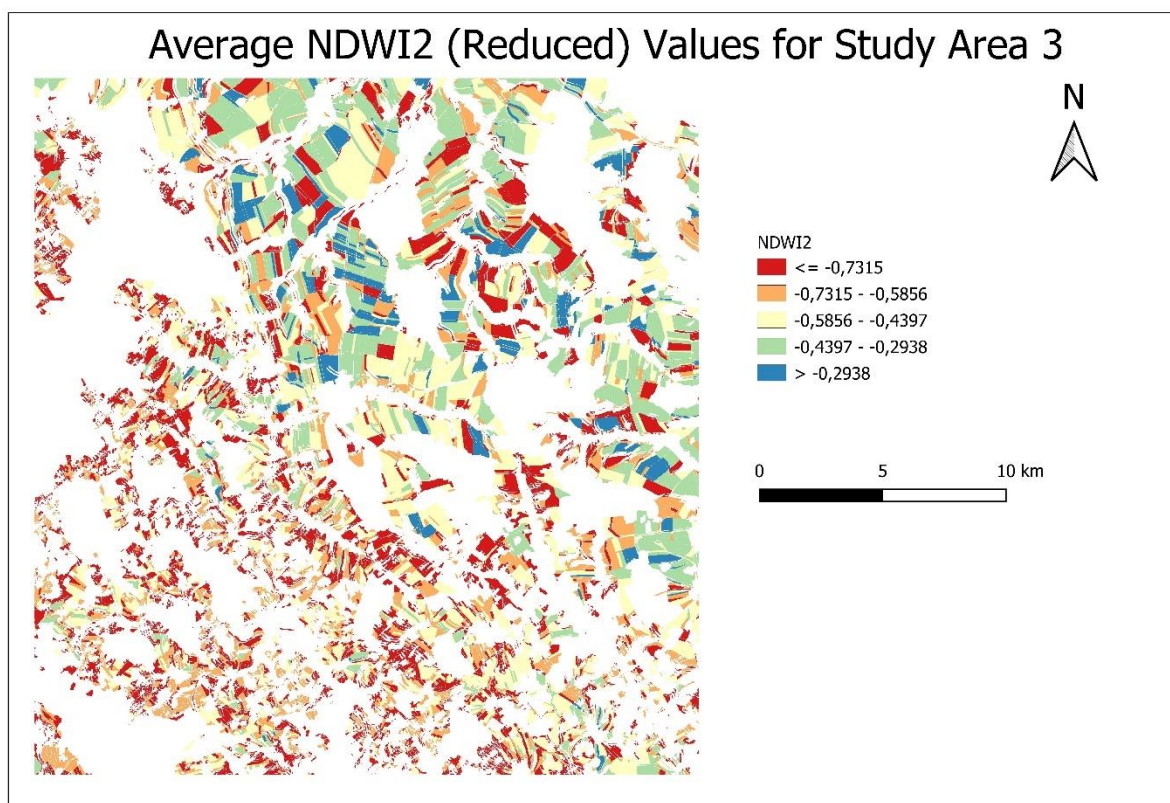 Average NDWI2 (Reduced) Values for Study Area 3
N
NDWI2
<= -0,7315
-0,7315 - -0,5856
-0,5856 - -0,4397
-0,4397 - -0,2938
> -0,2938
0 5 10 km